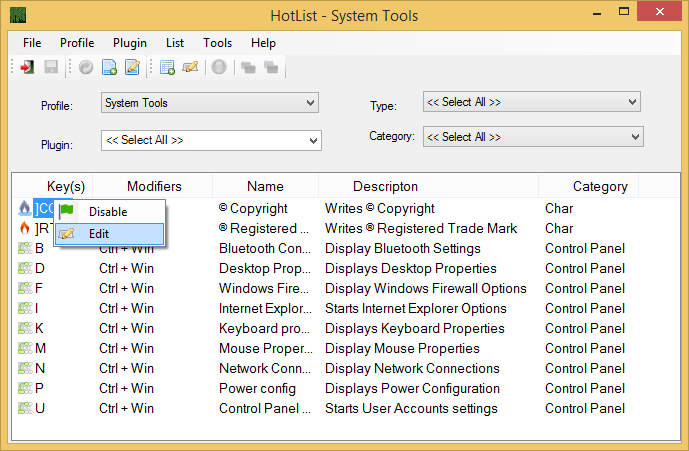 HotList - System Tools
File Profile Plugin List Tools Help
Profile: System Tools Type: << Select All >>
Plugin: << Select All >> Category: << Select All >>
Key(s) Modifiers Name Descripton Category
© Copyright Writes © Copyright Char
Disable
]RT © Registered ... Writes ® Registered Trade Mark Char
Edit
B Ctrl + Win Bluetooth Con... Display Bluetooth Settings Control Panel
D Ctrl + Win Desktop Prop... Displays Desktop Properties Control Panel
F Ctrl + Win Windows Fire... Display Windows Firewall Options Control Panel
I Ctrl + Win Internet Explor... Starts Internet Explorer Options Control Panel
K Ctrl + Win Keyboard pro... Displays Keyboard Properties Control Panel
M Ctrl + Win Mouse Proper... Display Mouse Properties Control Panel
N Ctrl + Win Network Conn... Display Network Connections Control Panel
P Ctrl + Win Power config Displays Power Configuration Control Panel
U Ctrl + Win Control Panel ... Starts User Accounts settings Control Panel